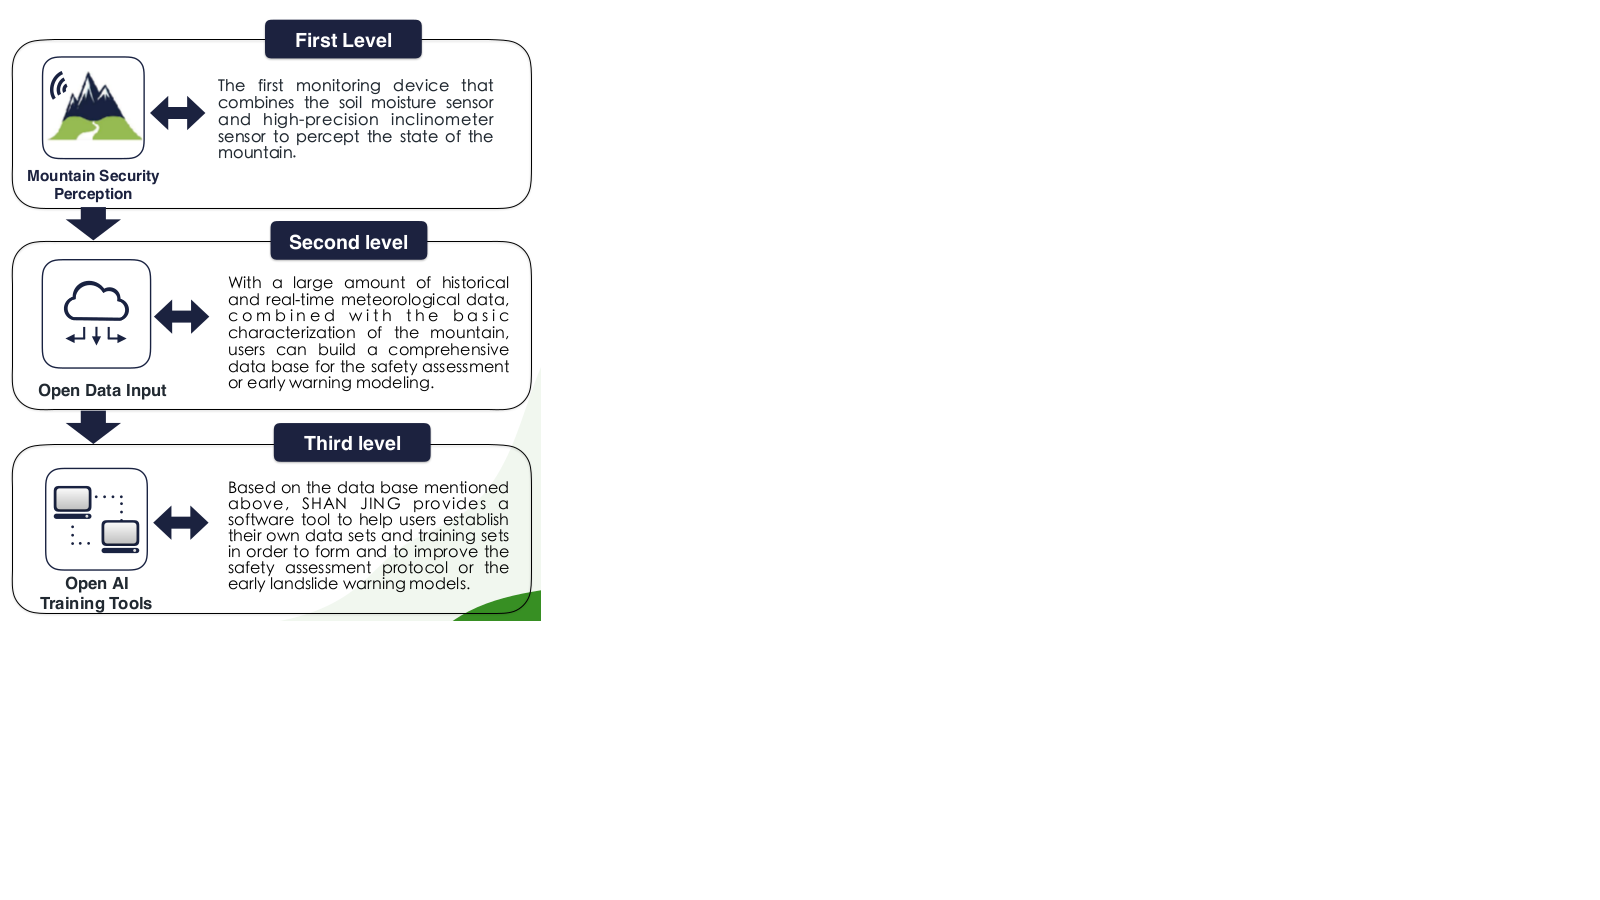 First Level
The first monitoring device that
combines the soil moisture sensor
and high-precision inclinometer
sensor to percept the state of the
mountain.
Mountain Security
Perception
Second level
With a large amount of historical
and real-time meteorological data,
combined with the basic
characterization of the mountain,
users can build a comprehensive
data base for the safety assessment
or early warning modeling.
Open Data Input
Third level
Based on the data base mentioned
above, SHAN JING provides a
software tool to help users establish
their own data sets and training sets
in order to form and to improve the
safety assessment protocol or the
early landslide warning models.
Open AI
Training Tools